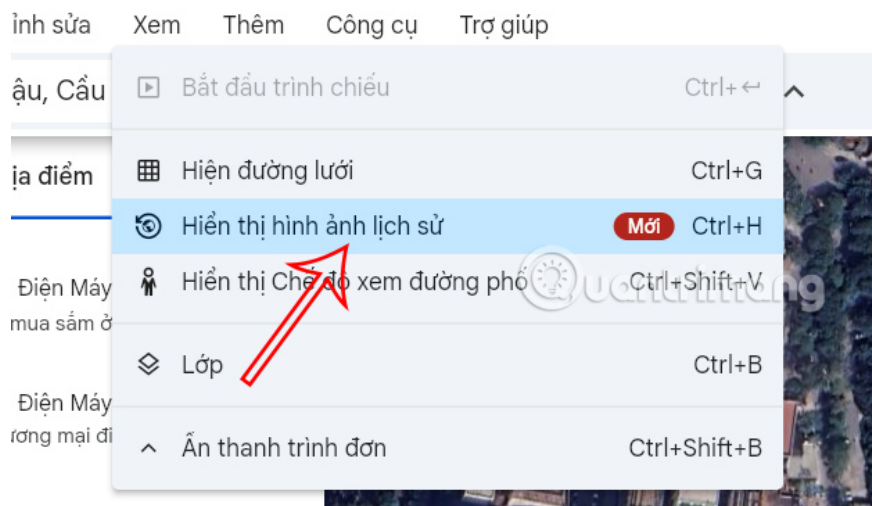 ỉnh sửa Xem Thêm Công cụ Trợ giúp
ậu, Cầu
Bắt đầu trình chiếu Ctrl+↵
ịa điểm
Hiện đường lưới Ctrl+G
Hiển thị hình ảnh lịch sử Mới Ctrl+H
Điện Máy
Hiển thị Chế độ xem đường phố Ctrl+Shift+V
Quantrimang
mua sắm ở
Lớp Ctrl+B
Điện Máy
ương mại đi
Ẩn thanh trình đơn Ctrl+Shift+B